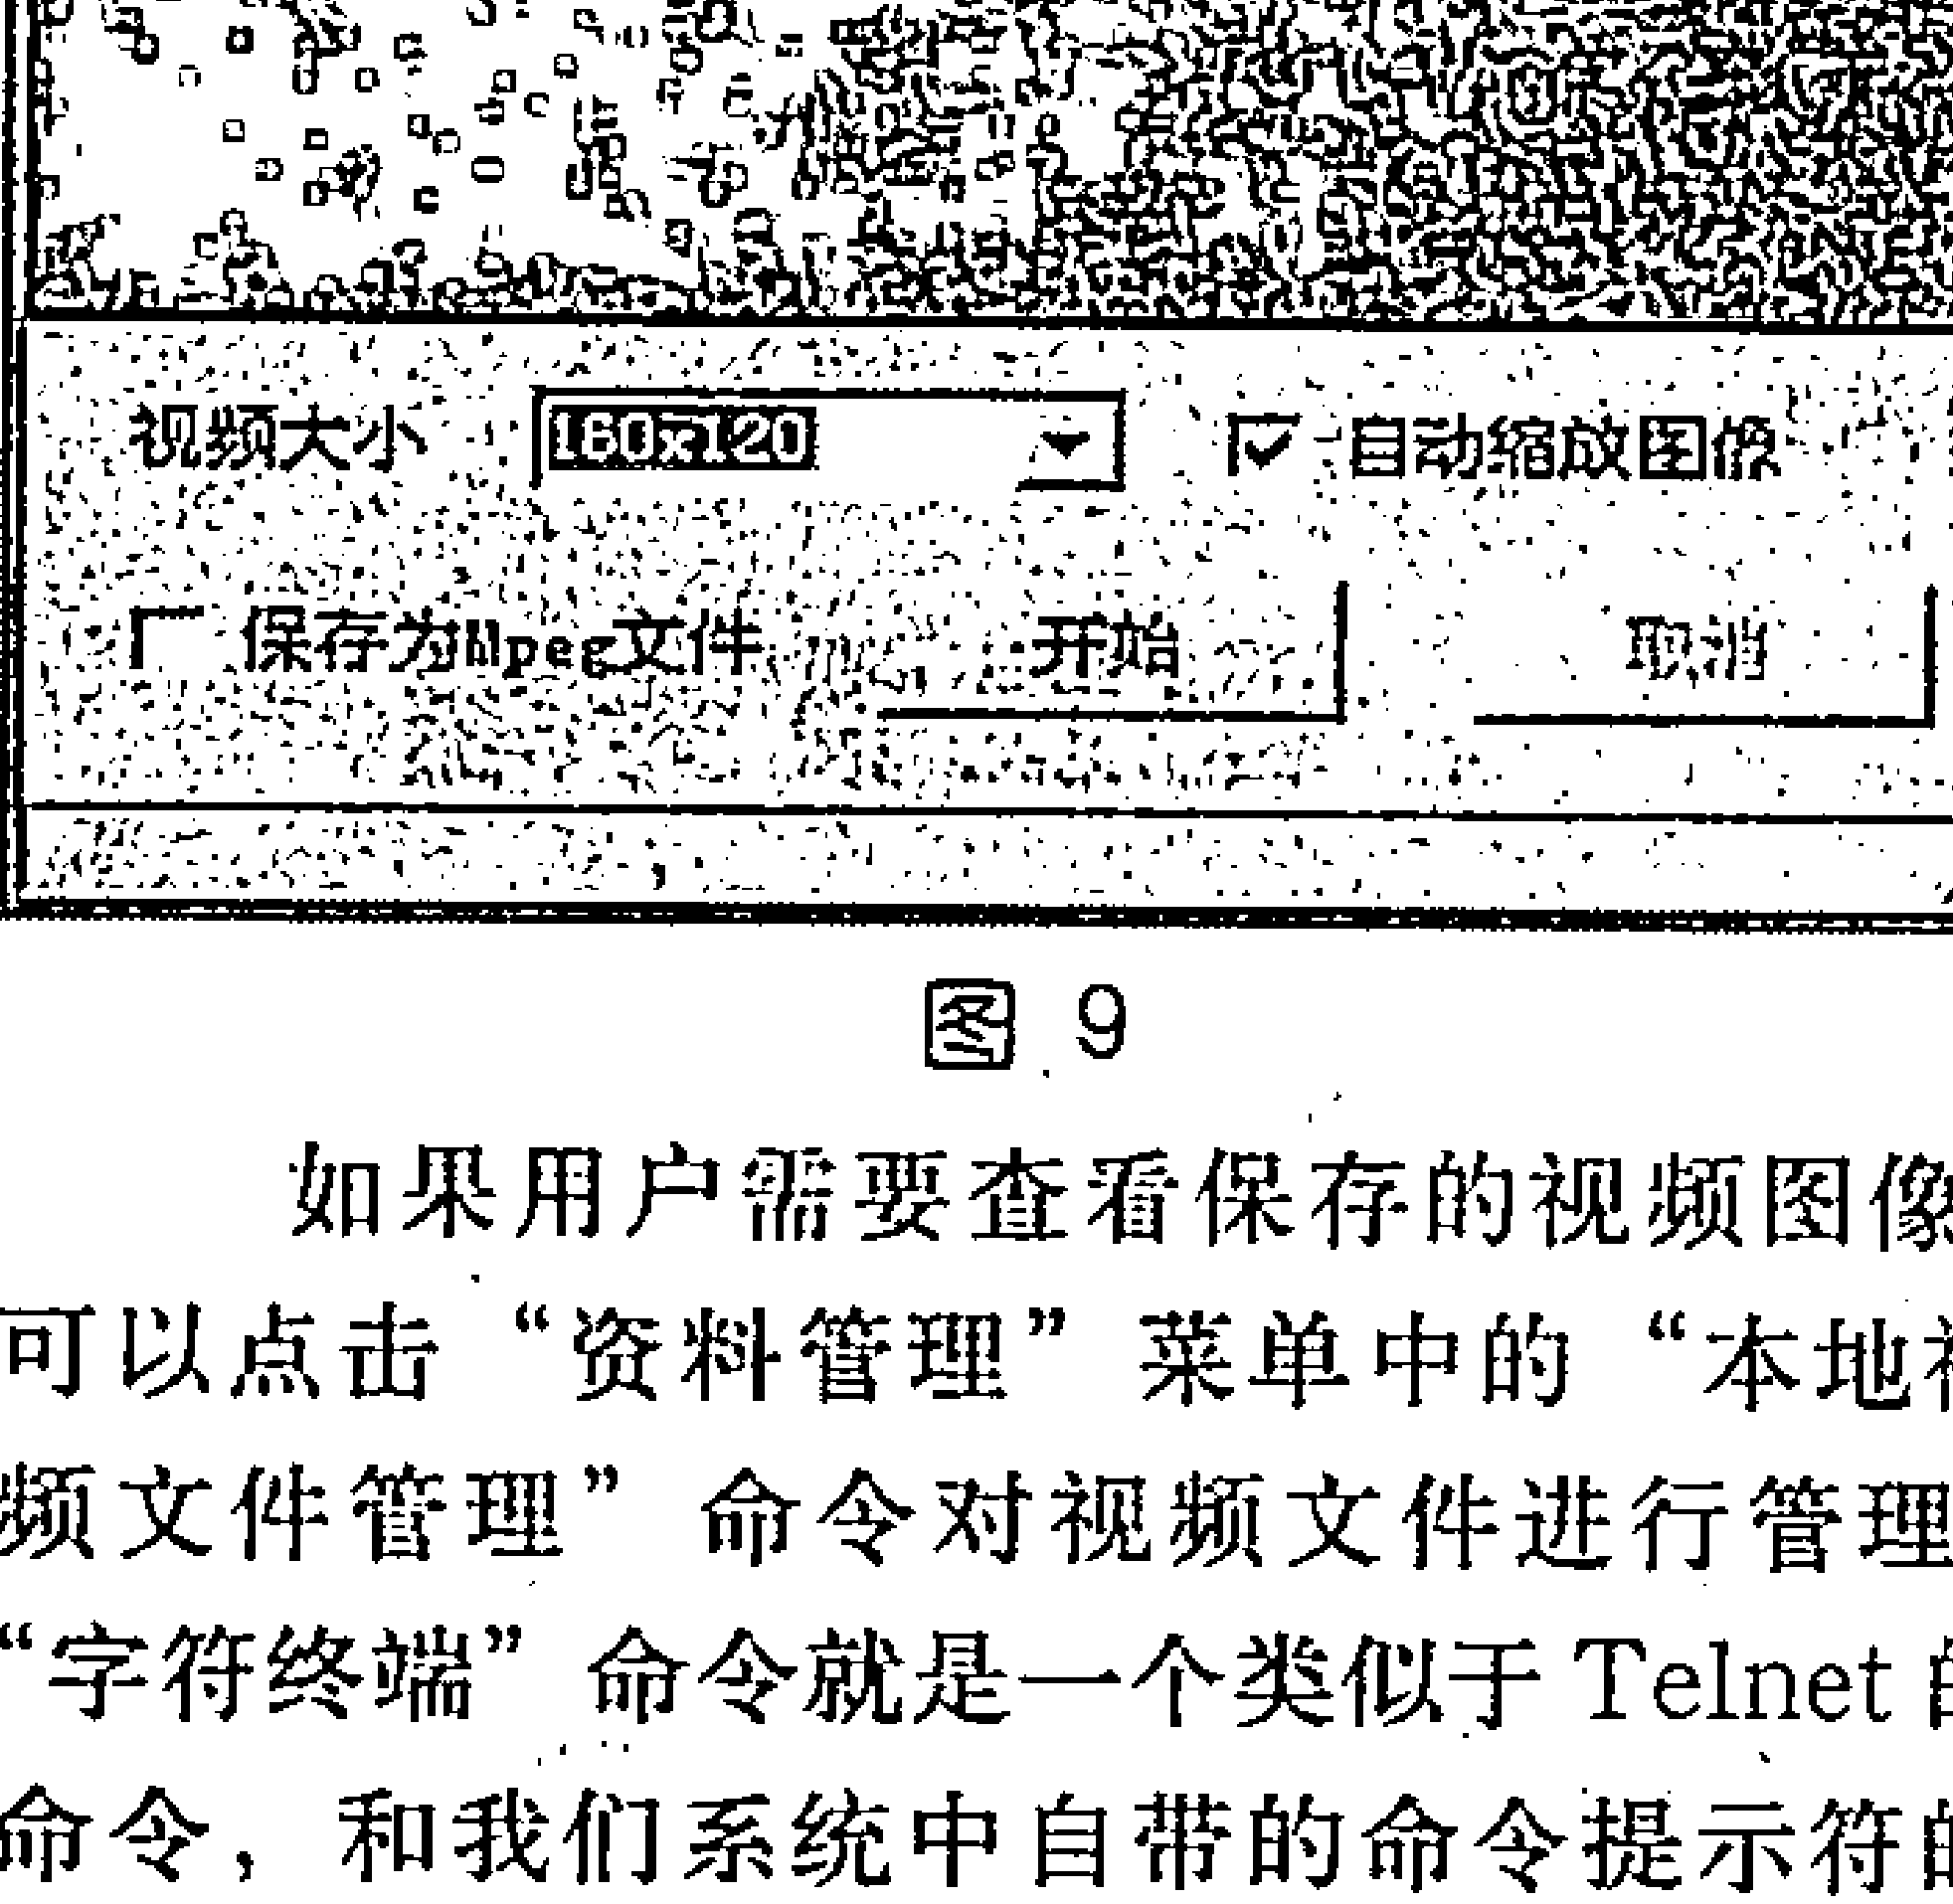 视频大小 160x120 自动缩放图像
保存为Mpeg文件 开始 取消
图 9
如果用户需要查看保存的视频图像
可以点击“资料管理”菜单中的“本地视
频文件管理”命令对视频文件进行管理
“字符终端”命令就是一个类似于 Telnet 的
命令，和我们系统中自带的命令提示符的